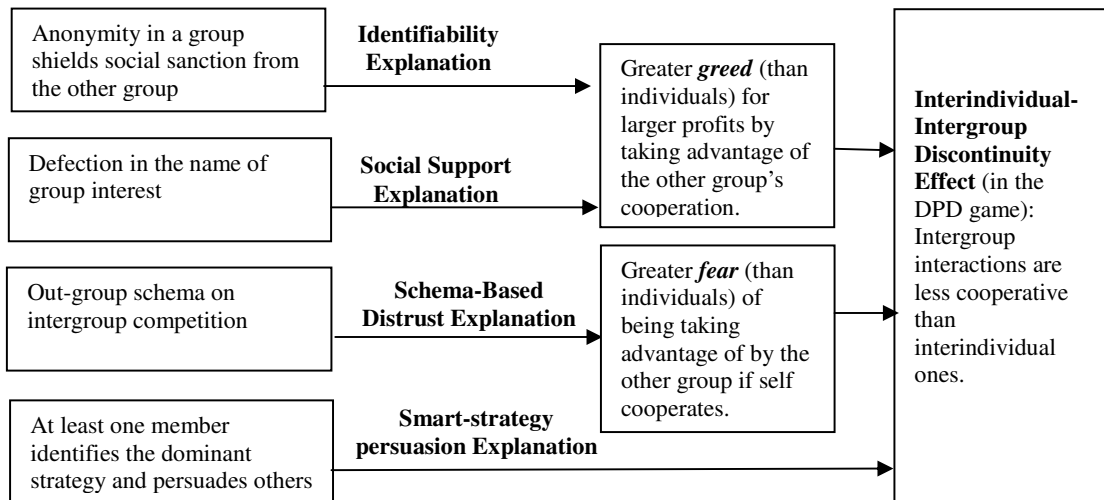 Anonymity in a group
shields social sanction from
the other group
Identifiability
Explanation
Defection in the name of
group interest
Social Support
Explanation
Greater greed (than
individuals) for
larger profits by
taking advantage of
the other group's
cooperation.
Out-group schema on
intergroup competition
Schema-Based
Distrust Explanation
Greater fear (than
individuals) of
being taking
advantage of by the
other group if self
cooperates.
At least one member
identifies the dominant
strategy and persuades others
Smart-strategy
persuasion Explanation
Interindividual-
Intergroup
Discontinuity
Effect (in the
DPD game):
Intergroup
interactions are
less cooperative
than
interindividual
ones.